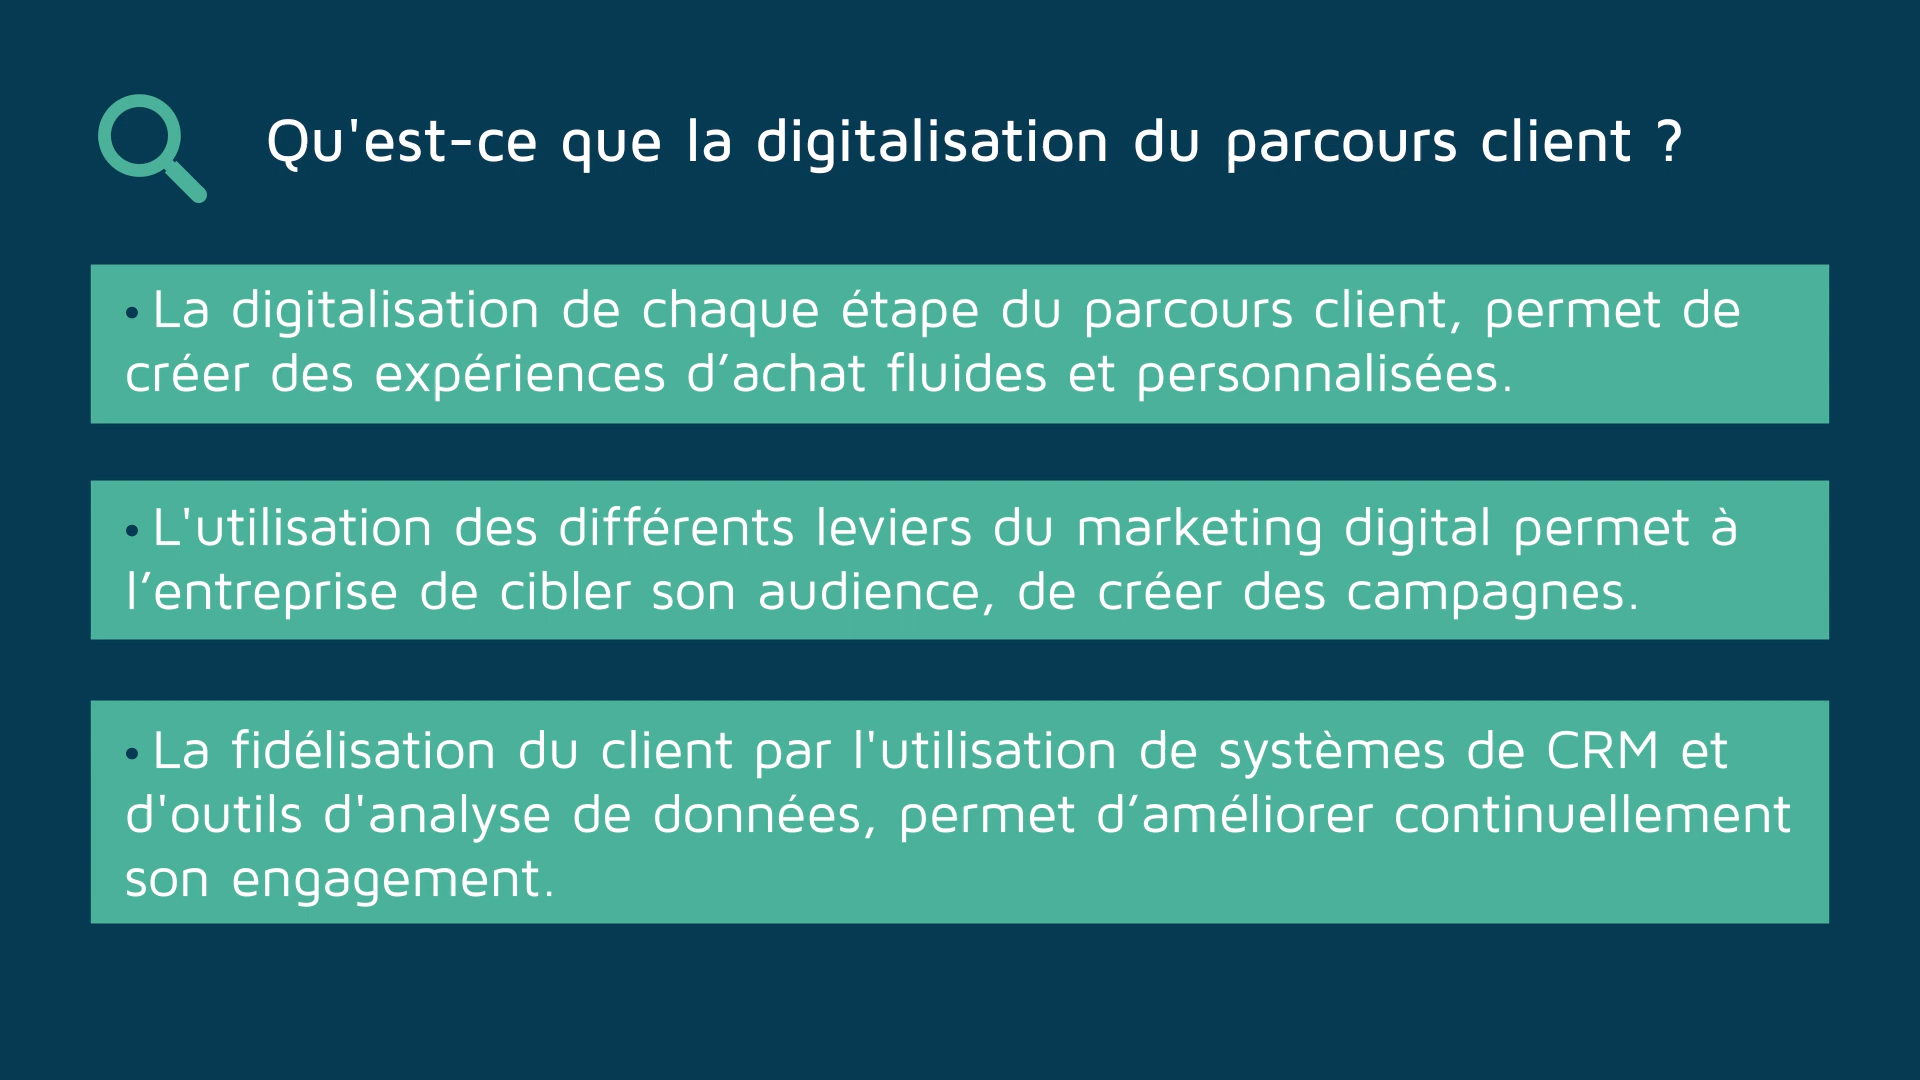 Qu'est-ce que la digitalisation du parcours client ?
• La digitalisation de chaque étape du parcours client, permet de
créer des expériences d’achat fluides et personnalisées.
• L'utilisation des différents leviers du marketing digital permet à
l’entreprise de cibler son audience, de créer des campagnes.
• La fidélisation du client par l'utilisation de systèmes de CRM et
d'outils d'analyse de données, permet d’améliorer continuellement
son engagement.